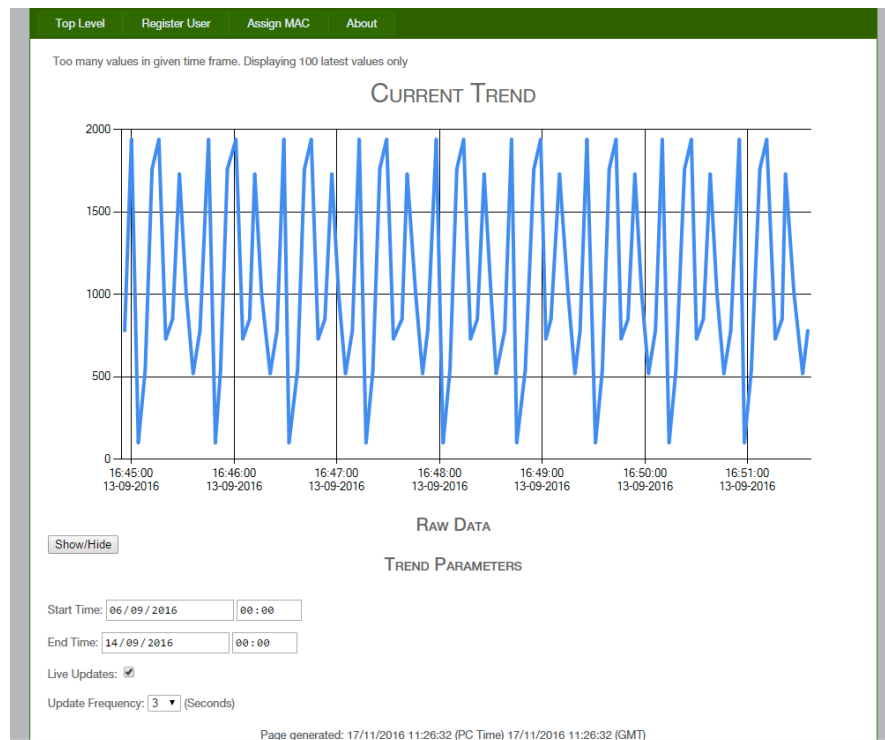 Top Level Register User Assign MAC About
Too many values in given time frame. Displaying 100 latest values only
Current Trend
2000
1500
1000
500
0
16:45:00 16:46:00 16:47:00 16:48:00 16:49:00 16:50:00 16:51:00
13-09-2016 13-09-2016 13-09-2016 13-09-2016 13-09-2016 13-09-2016 13-09-2016
Raw Data
Show/Hide
Trend Parameters
Start Time: 06/09/2016 00:00
End Time: 14/09/2016 00:00
Live Updates:
Update Frequency: 3 (Seconds)
Page generated: 17/11/2016 11:26:32 (PC Time) 17/11/2016 11:26:32 (GMT)